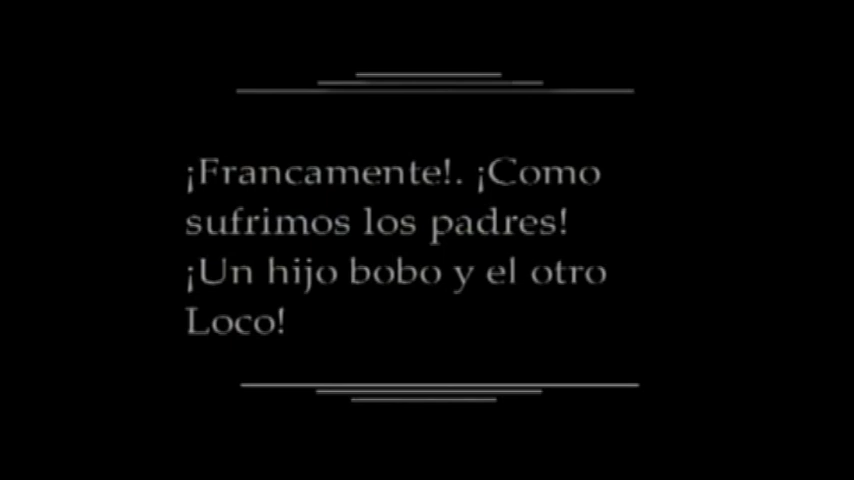 ¡Francamente!. ¡Como
sufrimos los padres!
¡Un hijo bobo y el otro
Loco!